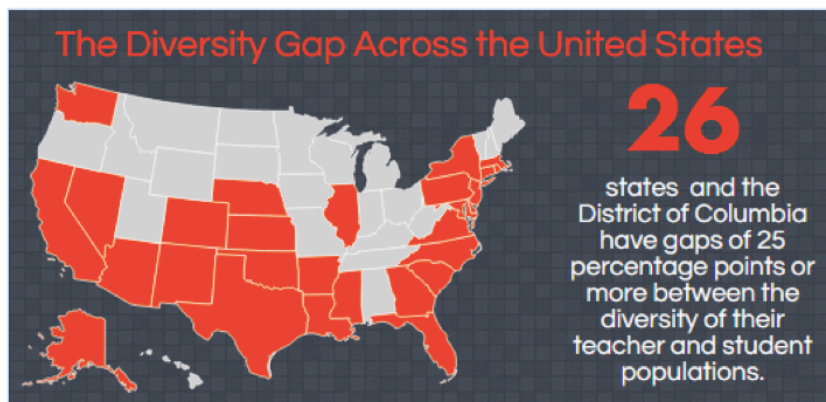 The Diversity Gap Across the United States
26
states and the
District of Columbia
have gaps of 25
percentage points or
more between the
diversity of their
teacher and student
populations.